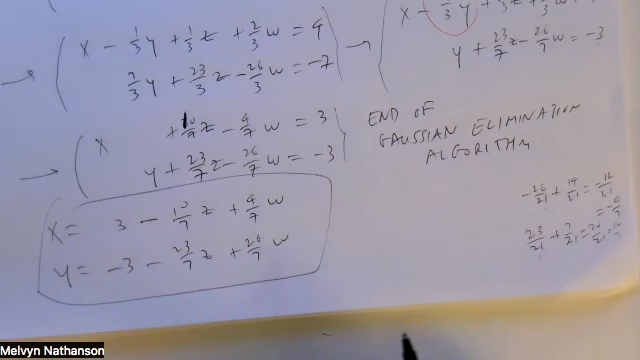 x - 1/3 y + 1/3 z + 2/3 w = 4
7/3 y + 23/3 z - 26/3 w = -7
y + 23/7 z - 26/7 w = -3
x + 10/7 z - 4/7 w = 3
y + 23/7 z - 26/7 w = -3
END OF
GAUSSIAN ELIMINATION
ALGORITHM
x = 3 - 10/7 z + 4/7 w
y = -3 - 23/7 z + 26/7 w
-26/21 + 14/21 = -12/21
= -4/7
23/21 + 7/21 = 30/21 = 10/7
Melvyn Nathanson